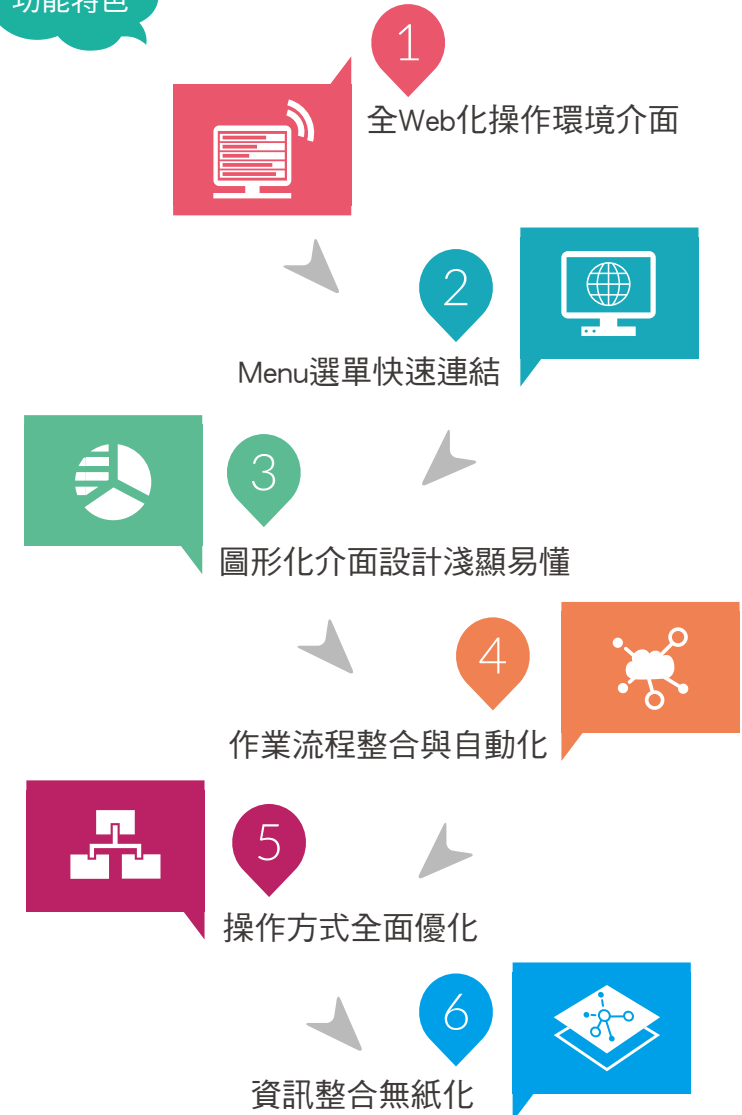 功能特色
1
全Web化操作環境介面
2
Menu選單快速連結
3
圖形化介面設計淺顯易懂
4
作業流程整合與自動化
5
操作方式全面優化
6
資訊整合無紙化